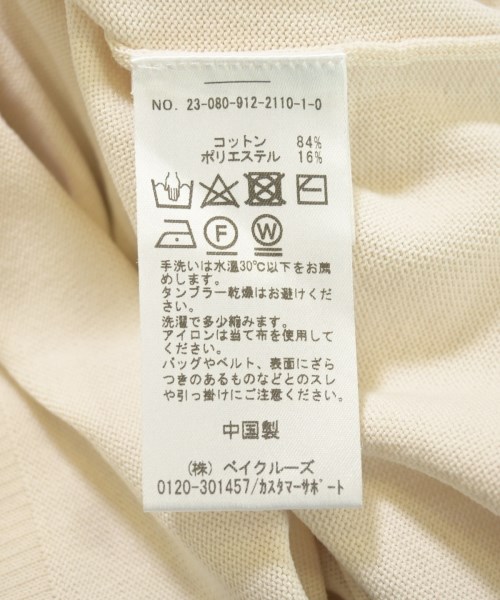 NO. 23-080-912-2110-1-0
コットン 84%
ポリエステル 16%
F W
手洗いは水温30℃以下をお薦
めします。
タンブラー乾燥はお避けくださ
い。
洗濯で多少縮みます。
アイロンは当て布を使用して
ください。
バッグやベルト、表面にざら
つきのあるものなどとのスレ
や引っ掛けにご注意ください。
中国製
(株) ベイクルーズ
0120-301457/カスタマーサポート